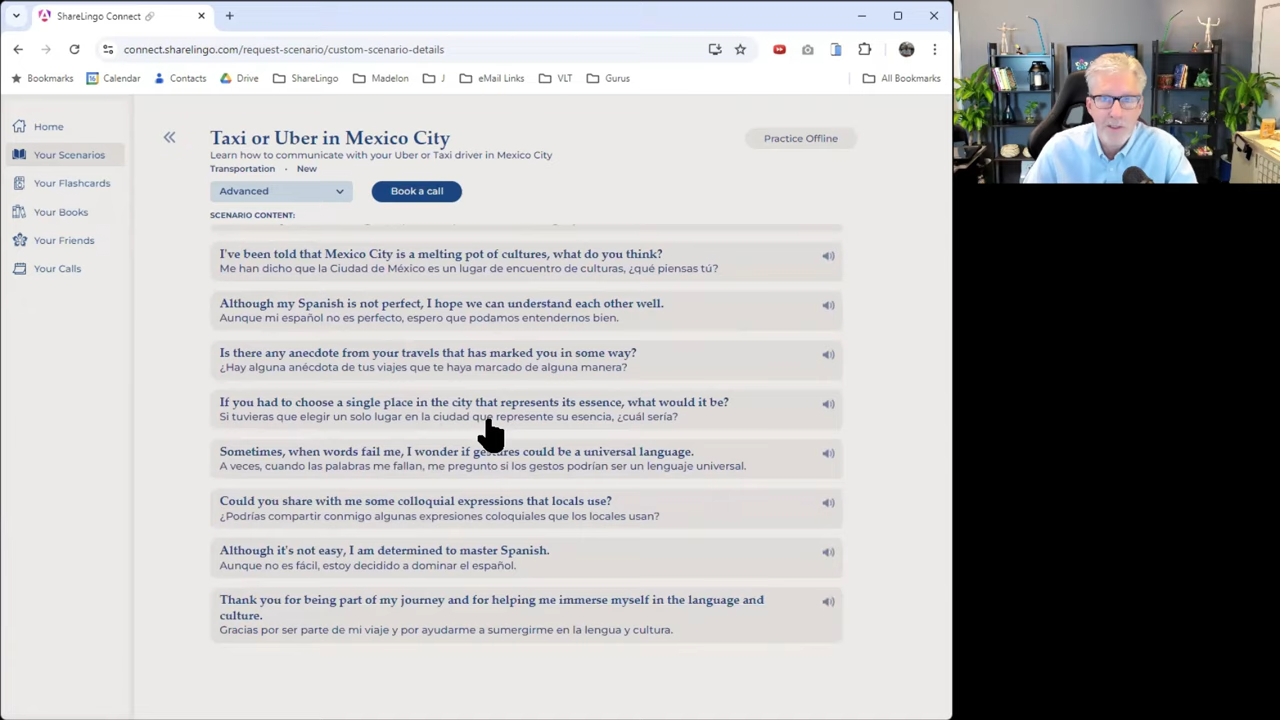 ShareLingo Connect
connect.sharelingo.com/request-scenario/custom-scenario-details
Bookmarks
Calendar
Contacts
Drive
ShareLingo
Madelon
J
eMail Links
VLT
Gurus
All Bookmarks
Home
Your Scenarios
Your Flashcards
Your Books
Your Friends
Your Calls
Taxi or Uber in Mexico City
Practice Offline
Learn how to communicate with your Uber or Taxi driver in Mexico City
Transportation • New
Advanced
Book a call
SCENARIO CONTENT:
I've been told that Mexico City is a melting pot of cultures, what do you think?
Me han dicho que la Ciudad de México es un lugar de encuentro de culturas, ¿qué piensas tú?
Although my Spanish is not perfect, I hope we can understand each other well.
Aunque mi español no es perfecto, espero que podamos entendernos bien.
Is there any anecdote from your travels that has marked you in some way?
¿Hay alguna anécdota de tus viajes que te haya marcado de alguna manera?
If you had to choose a single place in the city that represents its essence, what would it be?
Si tuvieras que elegir un solo lugar en la ciudad que represente su esencia, ¿cuál sería?
Sometimes, when words fail me, I wonder if gestures could be a universal language.
A veces, cuando las palabras me fallan, me pregunto si los gestos podrían ser un lenguaje universal.
Could you share with me some colloquial expressions that locals use?
¿Podrías compartir conmigo algunas expresiones coloquiales que los locales usan?
Although it's not easy, I am determined to master Spanish.
Aunque no es fácil, estoy decidido a dominar el español.
Thank you for being part of my journey and for helping me immerse myself in the language and
culture.
Gracias por ser parte de mi viaje y por ayudarme a sumergirme en la lengua y cultura.